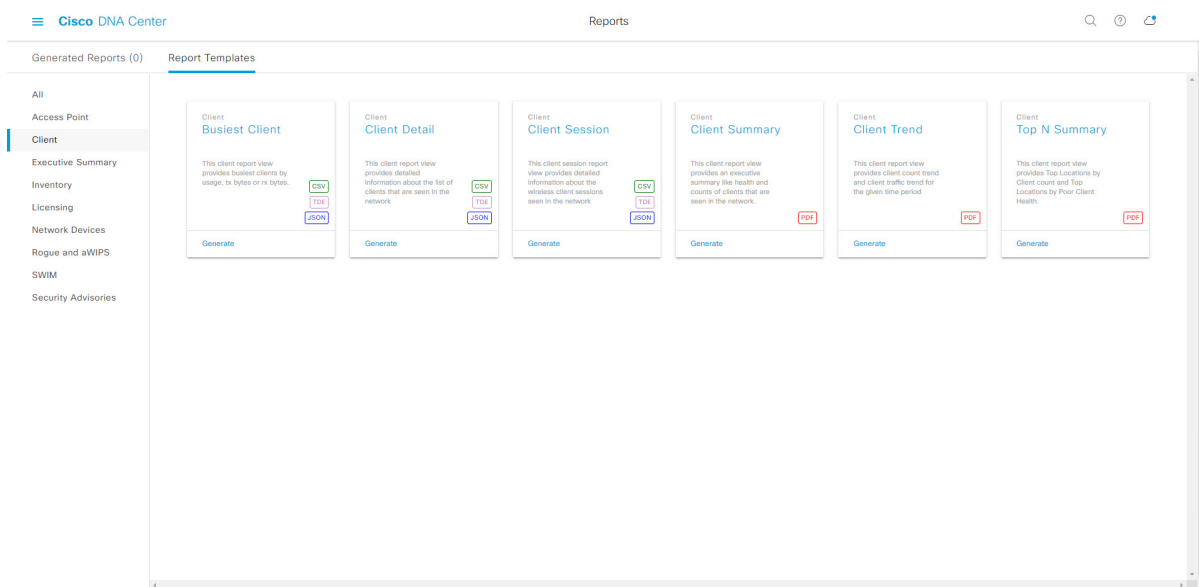 Cisco DNA Center
Reports
Generated Reports (0)
Report Templates
All
Access Point
Client
Executive Summary
Inventory
Licensing
Network Devices
Rogue and aWIPS
SWIM
Security Advisories
Client
Busiest Client
This client report view
provides busiest clients by
usage, tx bytes or rx bytes.
CSV
TDE
JSON
Generate
Client
Client Detail
This client report view
provides detailed
information about the list of
clients that are seen in the
network
CSV
TDE
JSON
Generate
Client
Client Session
This client session report
view provides detailed
information about the
wireless client sessions
seen in the network
CSV
TDE
JSON
Generate
Client
Client Summary
This client report view
provides an executive
summary like health and
counts of clients that are
seen in the network.
PDF
Generate
Client
Client Trend
This client report view
provides client count trend
and client traffic trend for
the given time period
PDF
Generate
Client
Top N Summary
This client report view
provides Top Locations by
Client count and Top
Locations by Poor Client
Health.
PDF
Generate